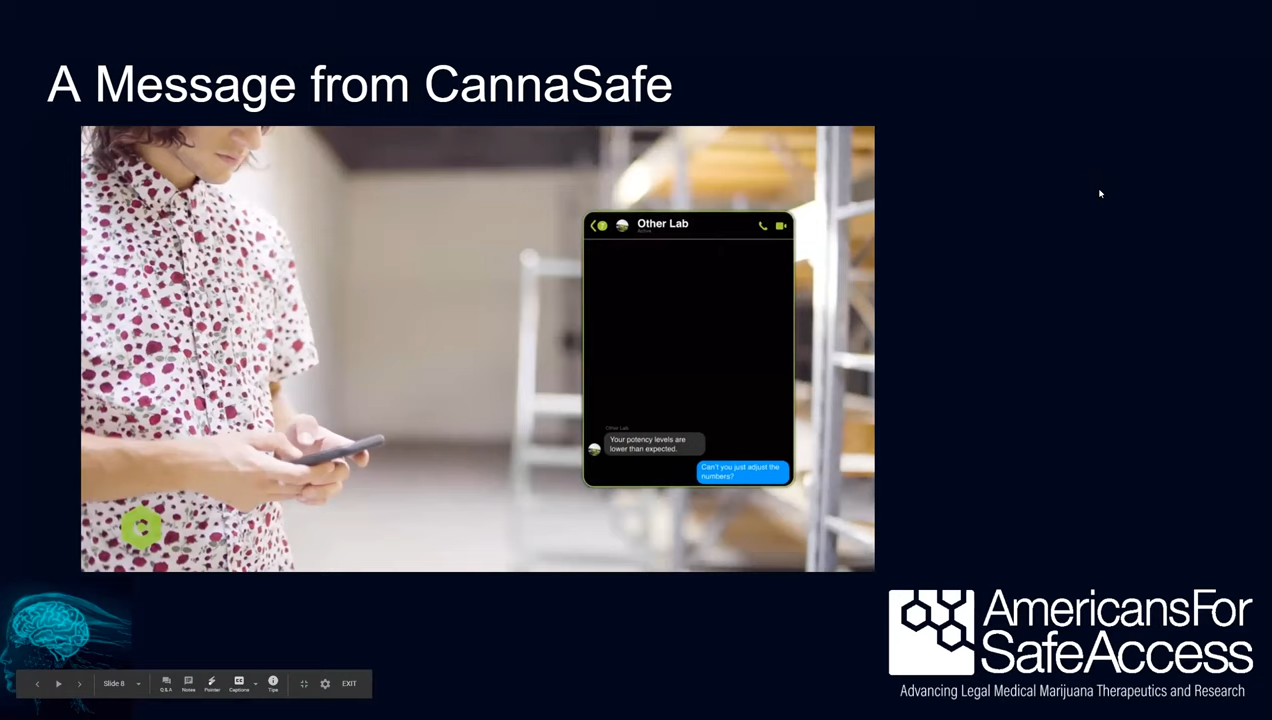 A Message from CannaSafe
Other Lab
Active
Other Lab
Your potency levels are
lower than expected.
Can't you just adjust the
numbers?
AmericansFor
SafeAccess
Advancing Legal Medical Marijuana Therapeutics and Research
Slide 8
Q & A
Notes
Pointer
Captions
Tips
EXIT